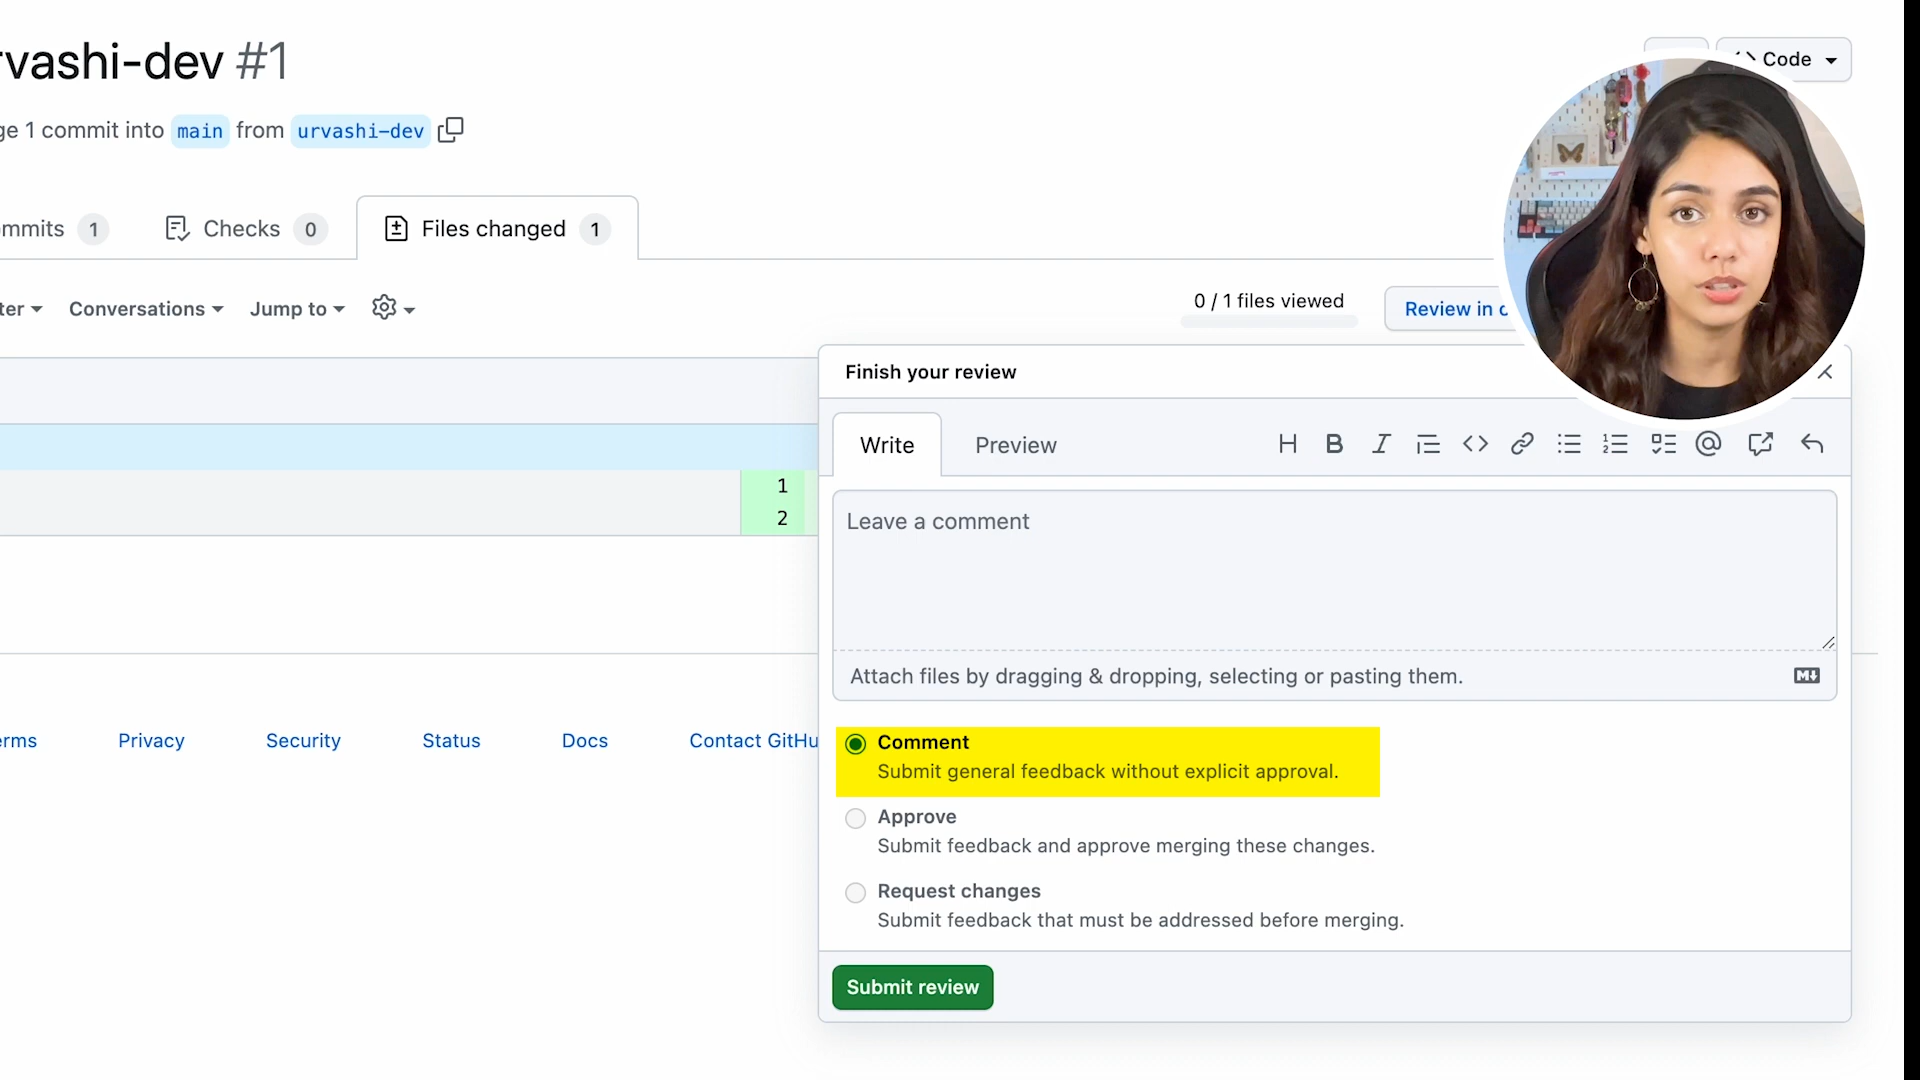 rvashi-dev #1
Code
ge 1 commit into main from urvashi-dev
mmits 1 Checks 0 Files changed 1
ter Conversations Jump to
0 / 1 files viewed
Review in c
Finish your review
Write Preview
1
2
Leave a comment
Attach files by dragging & dropping, selecting or pasting them.
erms Privacy Security Status Docs Contact GitHu
Comment
Submit general feedback without explicit approval.
Approve
Submit feedback and approve merging these changes.
Request changes
Submit feedback that must be addressed before merging.
Submit review